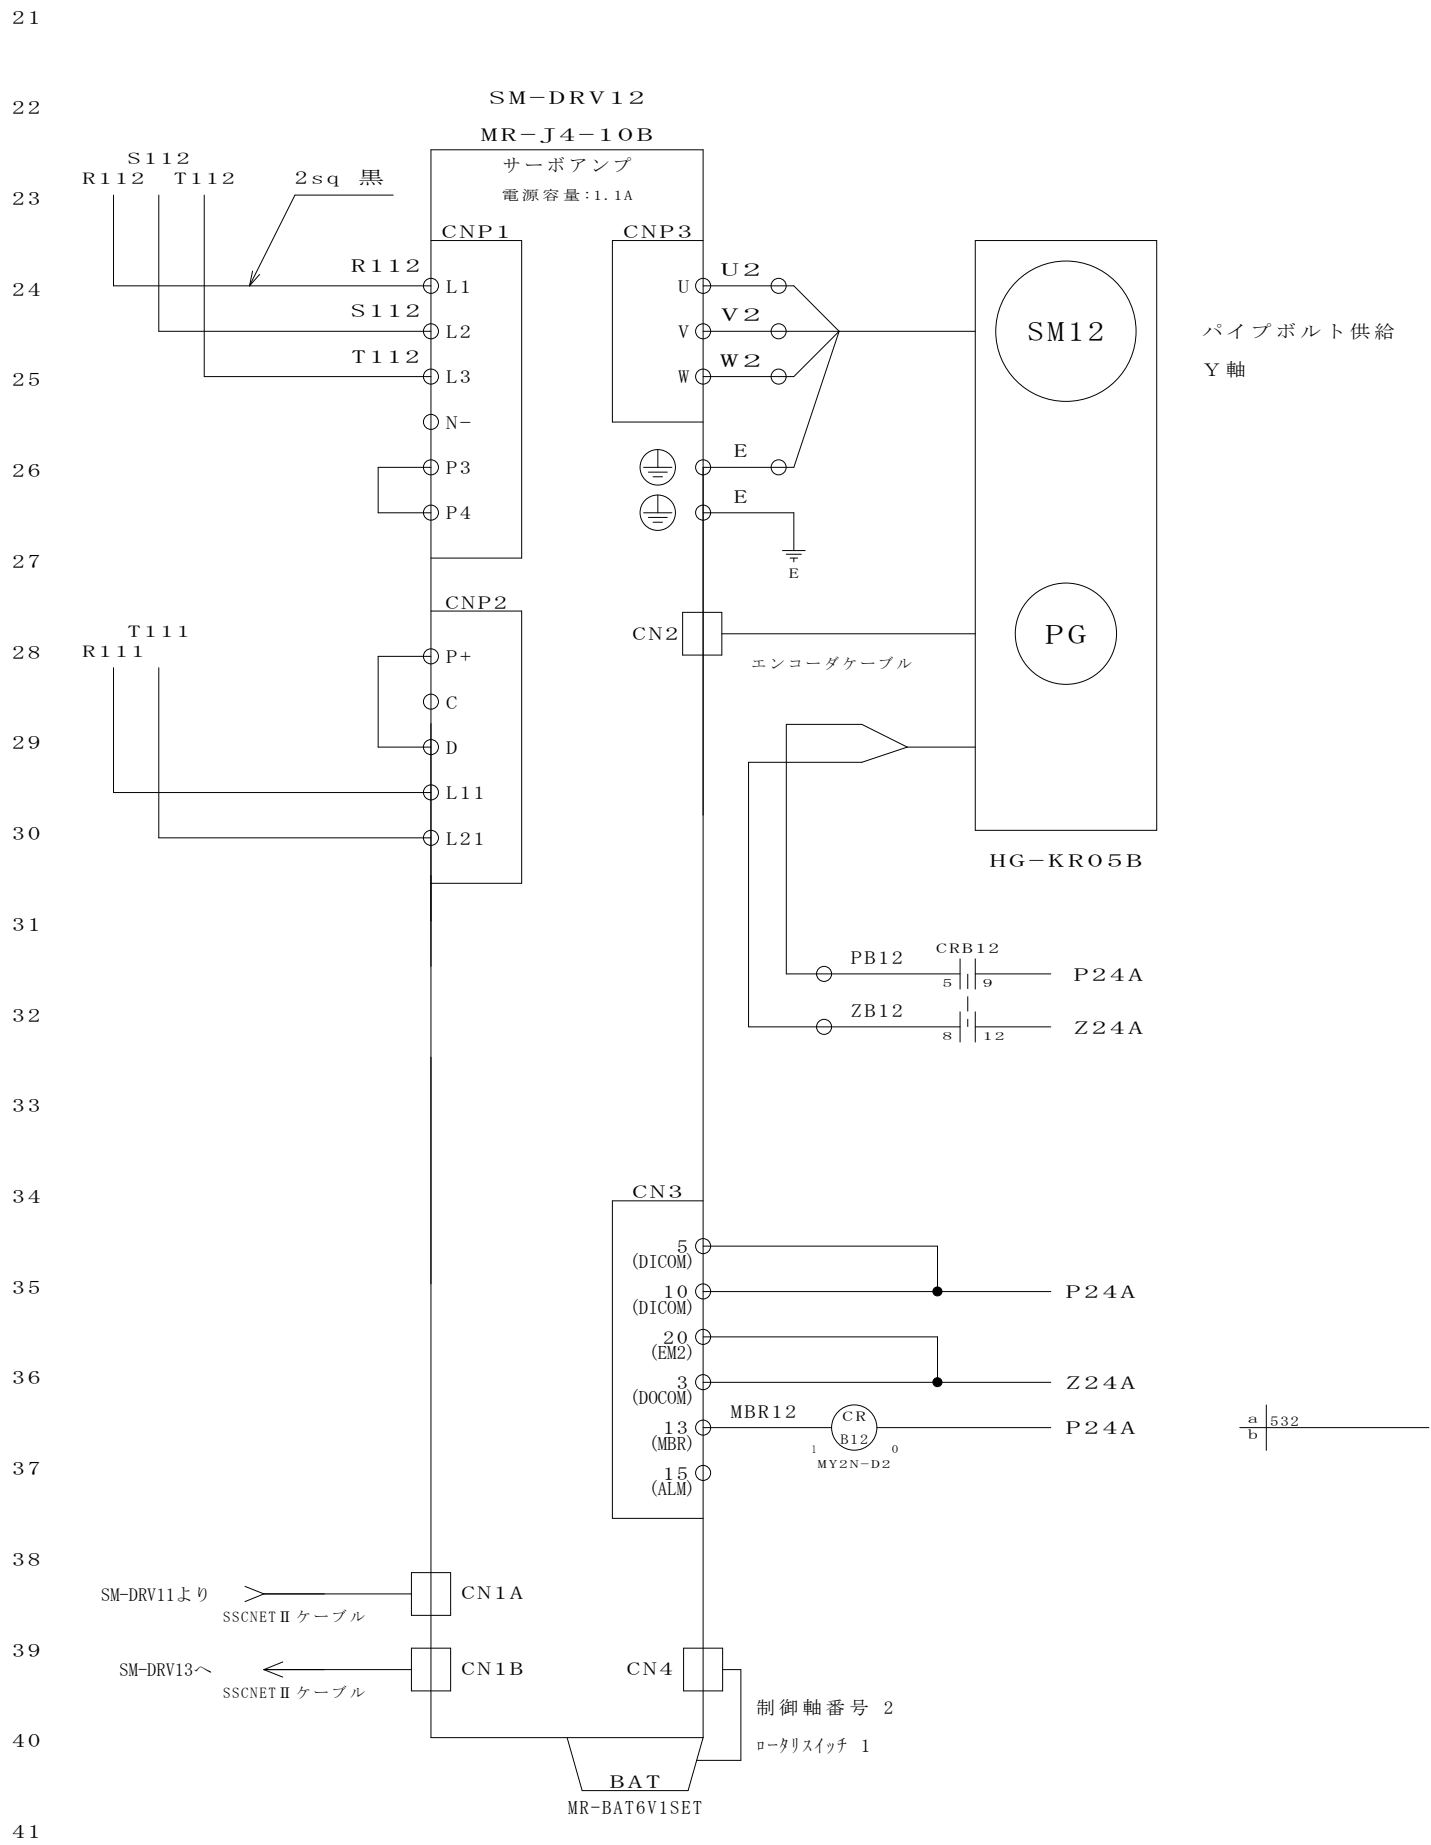 21
22
SM-DRV12
MR-J4-10B
サーボアンプ
電源容量:1.1A
S112
R112 T112
2sq 黒
23
CNP1
CNP3
R112
L1
U
U2
24
S112
L2
V
V2
SM12
パイプボルト供給
T112
L3
W
W2
Y軸
25
N-
26
P3
E
P4
E
27
E
CNP2
T111
R111
28
CN2
PG
P+
エンコーダケーブル
C
29
D
L11
30
L21
HG-KR05B
31
PB12
CRB12
5
9
P24A
32
ZB12
8
12
Z24A
33
34
CN3
5
(DICOM)
35
10
(DICOM)
P24A
20
(EM2)
36
3
(DOCOM)
Z24A
13
(MBR)
MBR12
CR
B12
1
0
MY2N-D2
P24A
a 532
b
37
15
(ALM)
38
SM-DRV11より
SSCNETⅡケーブル
CN1A
39
SM-DRV13へ
SSCNETⅡケーブル
CN1B
CN4
制御軸番号 2
40
ロータリスイッチ 1
BAT
MR-BAT6V1SET
41